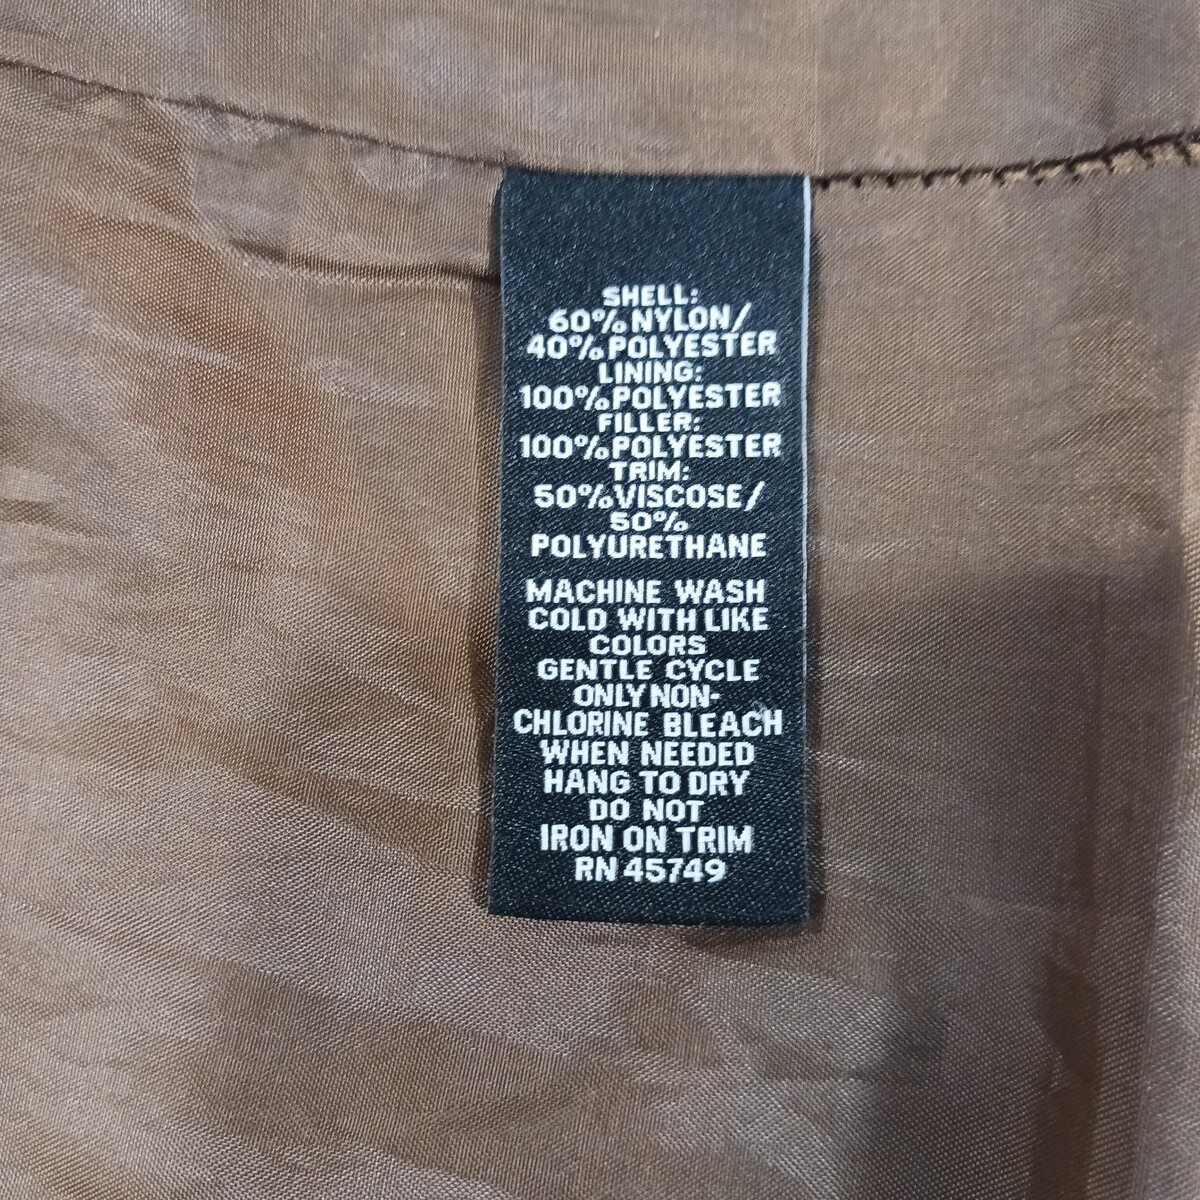 SHELL:
60% NYLON/
40% POLYESTER
LINING:
100% POLYESTER
FILLER:
100% POLYESTER
TRIM:
50% VISCOSE/
50%
POLYURETHANE
MACHINE WASH
COLD WITH LIKE
COLORS
GENTLE CYCLE
ONLY NON-
CHLORINE BLEACH
WHEN NEEDED
HANG TO DRY
DO NOT
IRON ON TRIM
RN 45749